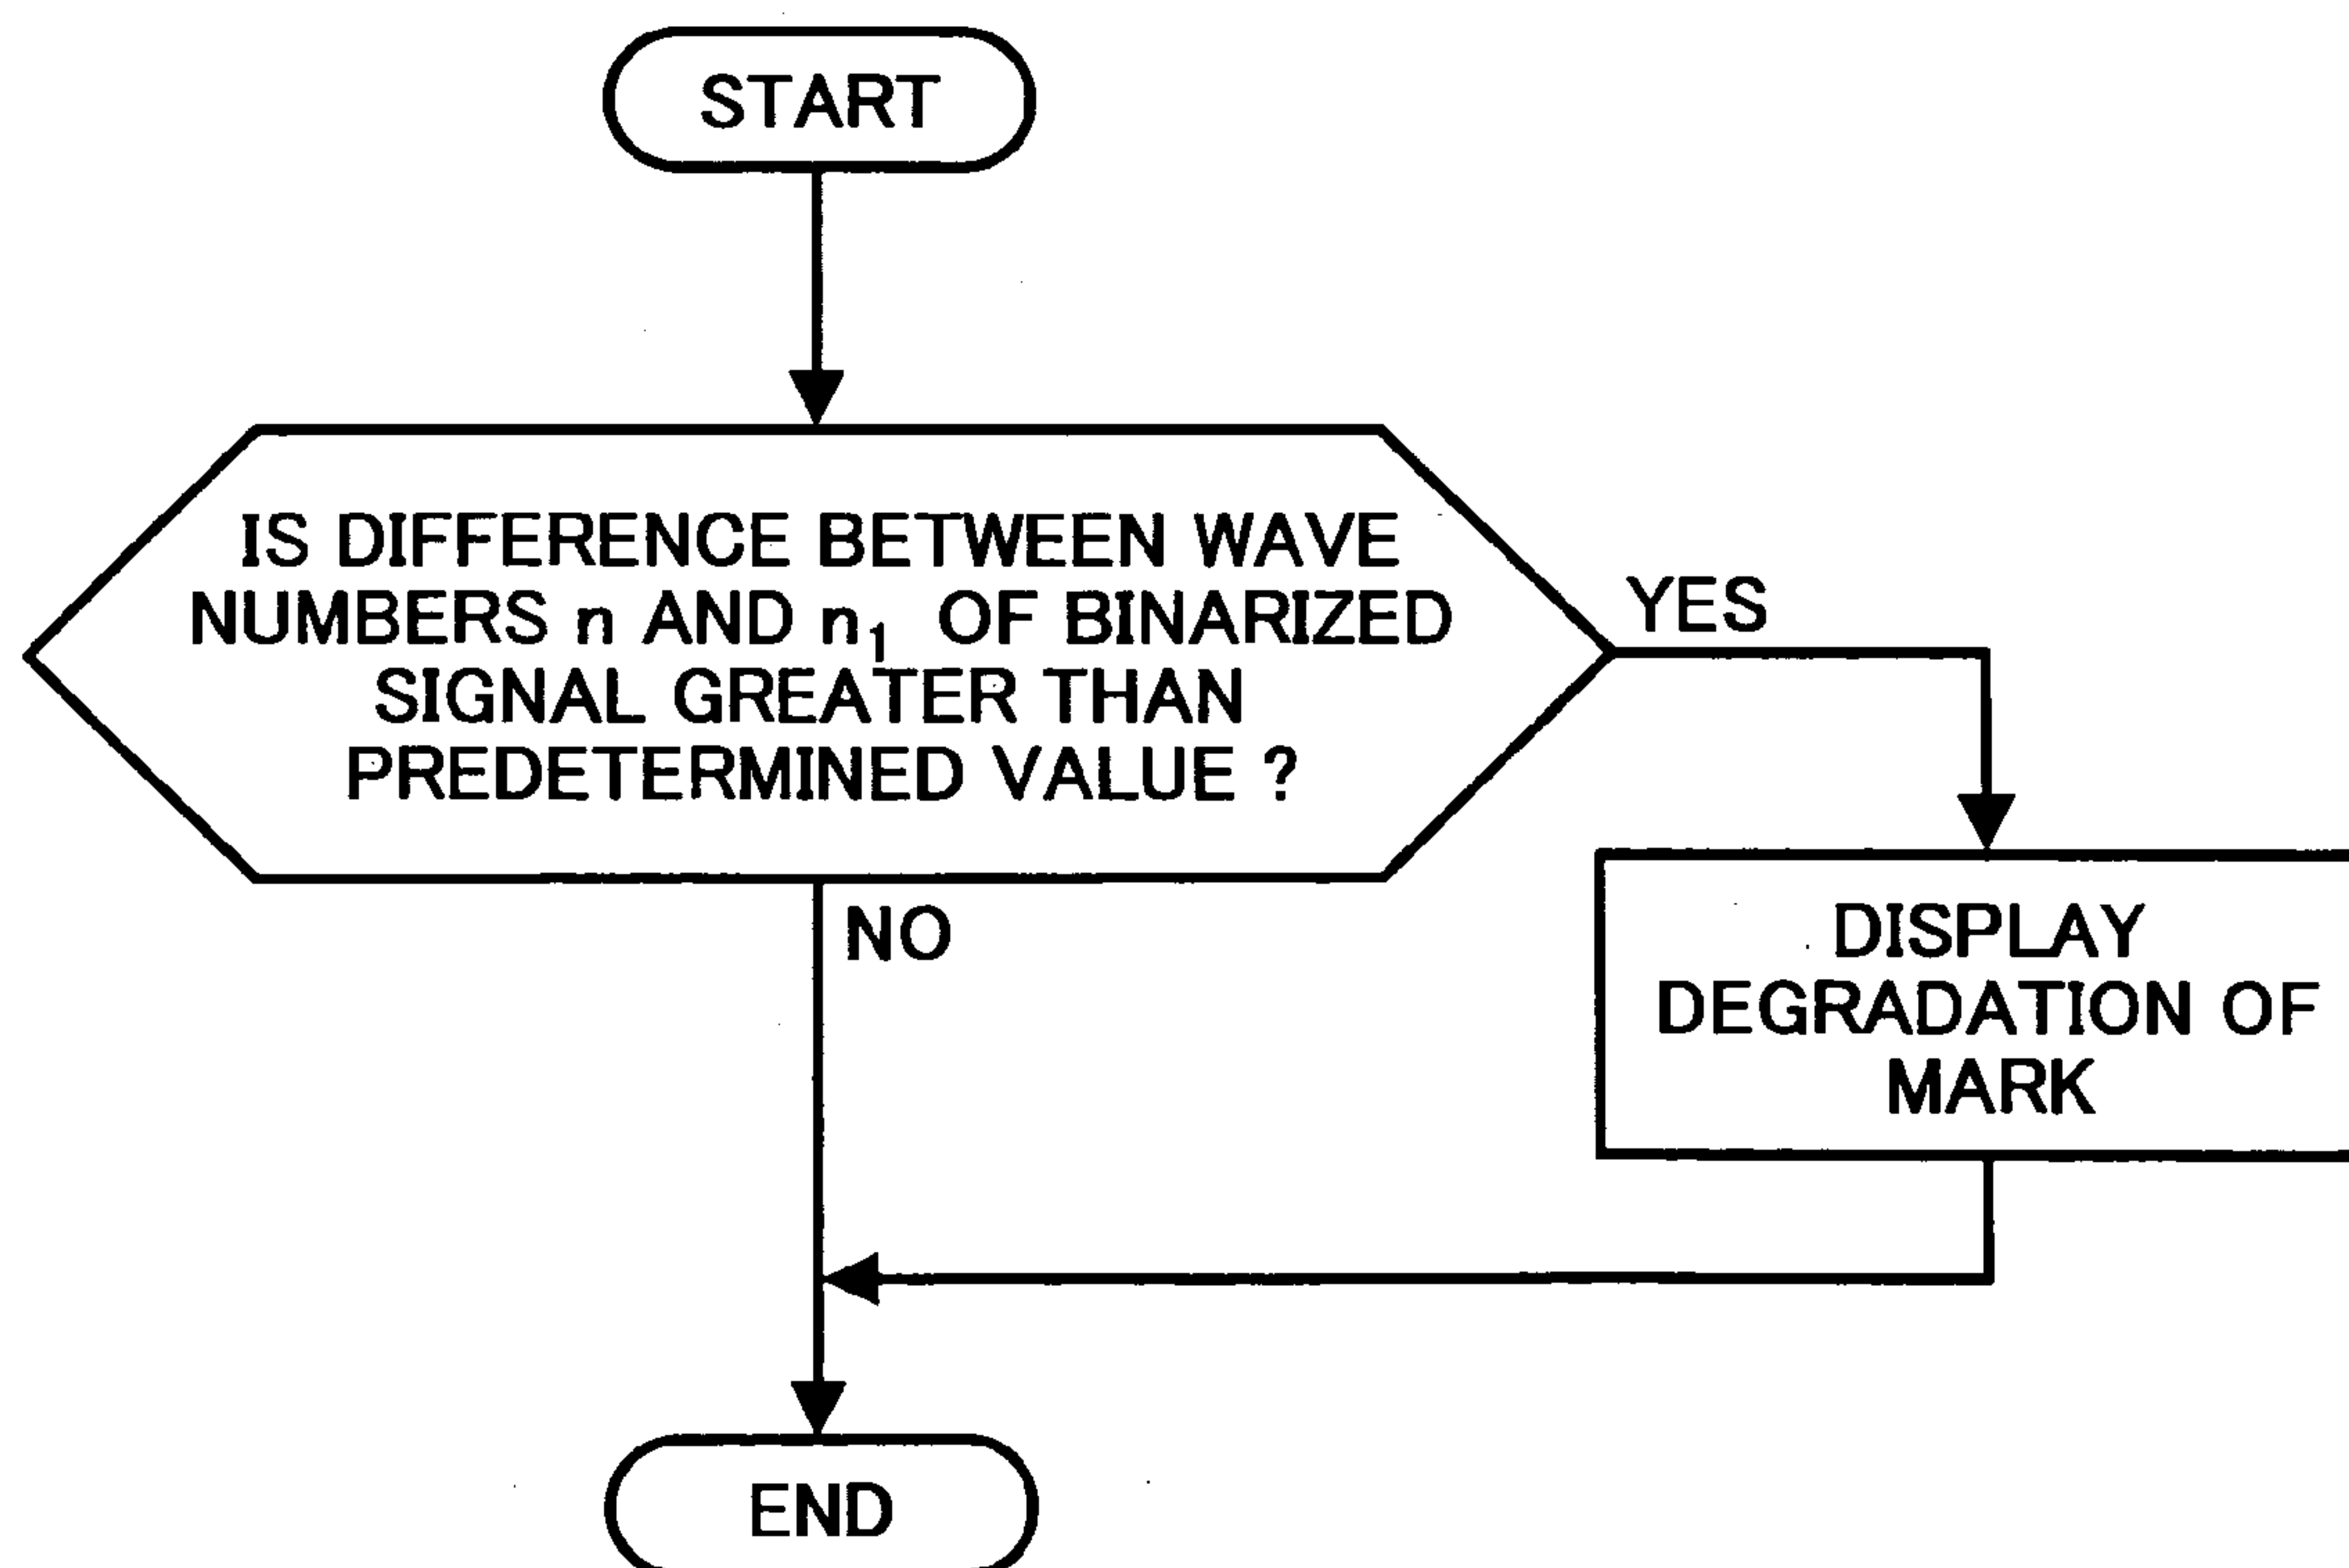 START
IS DIFFERENCE BETWEEN WAVE
NUMBERS n AND n₁ OF BINARIZED
SIGNAL GREATER THAN
PREDETERMINED VALUE ?
YES
NO
DISPLAY
DEGRADATION OF
MARK
END